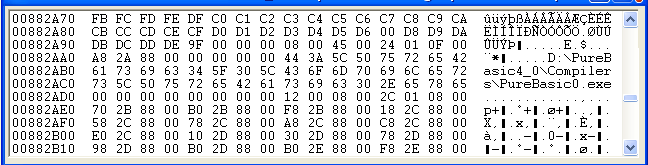 00882A70 FB FC FD FE DF C0 C1 C2 C3 C4 C5 C6 C7 C8 C9 CA ûüýþßÀÁÂÃÄÅÆÇÈÉÊ
00882A80 CB CC CD CE CF D0 D1 D2 D3 D4 D5 D6 00 D8 D9 DA ËÌÍÎÏÐÑÒÓÔÕÖ.ØÙÚ
00882A90 DB DC DD DE 9F 00 00 00 08 00 45 00 24 01 0F 00 ÛÜÝÞ▌.....E.$...
00882AA0 A8 2A 88 00 00 00 00 00 44 3A 5C 50 75 72 65 42 ¨*▌.....D:\PureB
00882AB0 61 73 69 63 34 5F 30 5C 43 6F 6D 70 69 6C 65 72 asic4_0\Compiler
00882AC0 73 5C 50 75 72 65 42 61 73 69 63 30 2E 65 78 65 s\PureBasic0.exe
00882AD0 00 00 00 00 00 00 00 00 12 00 08 00 2C 01 08 00 ............,...
00882AE0 70 2B 88 00 B0 2B 88 00 F8 2B 88 00 18 2C 88 00 p+▌.°+▌.ø+▌..,▌.
00882AF0 58 2C 88 00 78 2C 88 00 A8 2C 88 00 C8 2C 88 00 X,▌.x,▌.¨,▌.È,▌.
00882B00 E0 2C 88 00 10 2D 88 00 30 2D 88 00 78 2D 88 00 à,▌..-▌.0-▌.x-▌.
00882B10 98 2D 88 00 B0 2D 88 00 B0 2E 88 00 F8 2E 88 00 ▌-▌.°-▌.°.▌.ø.▌.